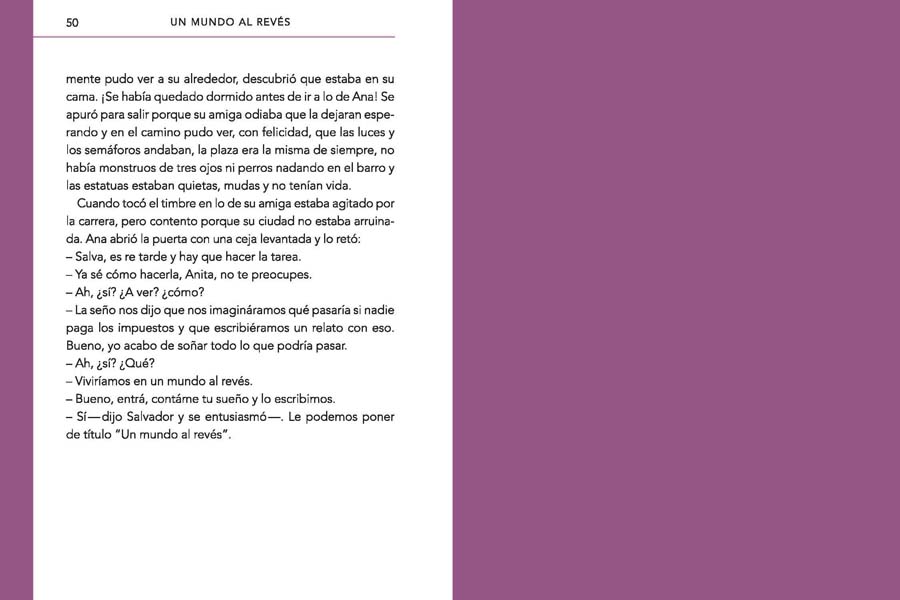 50
UN MUNDO AL REVÉS
mente pudo ver a su alrededor, descubrió que estaba en su
cama. ¡Se había quedado dormido antes de ir a lo de Ana! Se
apuró para salir porque su amiga odiaba que la dejaran espe-
rando y en el camino pudo ver, con felicidad, que las luces y
los semáforos andaban, la plaza era la misma de siempre, no
había monstruos de tres ojos ni perros nadando en el barro y
las estatuas estaban quietas, mudas y no tenían vida.
Cuando tocó el timbre en lo de su amiga estaba agitado por
la carrera, pero contento porque su ciudad no estaba arruina-
da. Ana abrió la puerta con una ceja levantada y lo retó:
– Salva, es re tarde y hay que hacer la tarea.
– Ya sé cómo hacerla, Anita, no te preocupes.
– Ah, ¿sí? ¿A ver? ¿cómo?
– La seño nos dijo que nos imagináramos qué pasaría si nadie
paga los impuestos y que escribiéramos un relato con eso.
Bueno, yo acabo de soñar todo lo que podría pasar.
– Ah, ¿sí? ¿Qué?
– Viviríamos en un mundo al revés.
– Bueno, entrá, contáme tu sueño y lo escribimos.
– Sí—dijo Salvador y se entusiasmó—. Le podemos poner
de título “Un mundo al revés”.